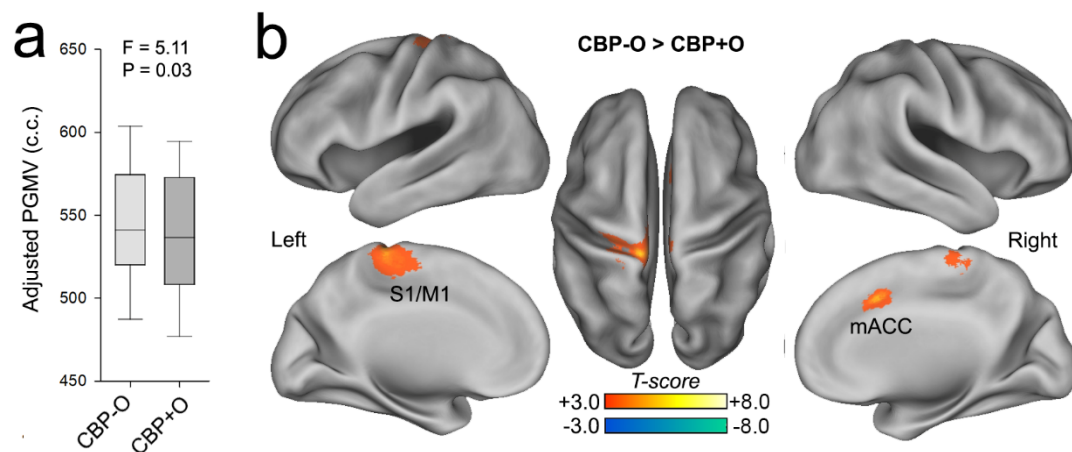 a
650
600
550
500
450
Adjusted PGMV (c.c.)
F = 5.11
P = 0.03
CBP-O
CBP+O
b
CBP-O > CBP+O
Left
Right
S1/M1
mACC
T-score
+3.0
+8.0
-3.0
-8.0